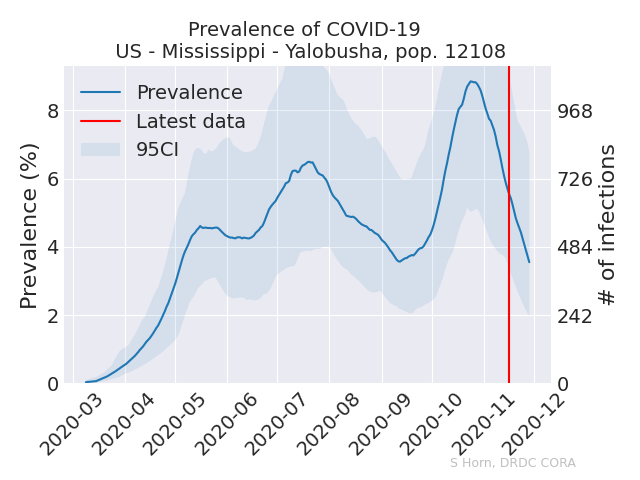 Prevalence of COVID-19
US - Mississippi - Yalobusha, pop. 12108
Prevalence
Latest data
95CI
Prevalence (%)
8
6
4
2
0
968
726
484
242
0
# of infections
2020-03
2020-04
2020-05
2020-06
2020-07
2020-08
2020-09
2020-10
2020-11
2020-12
S Horn, DRDC CORA